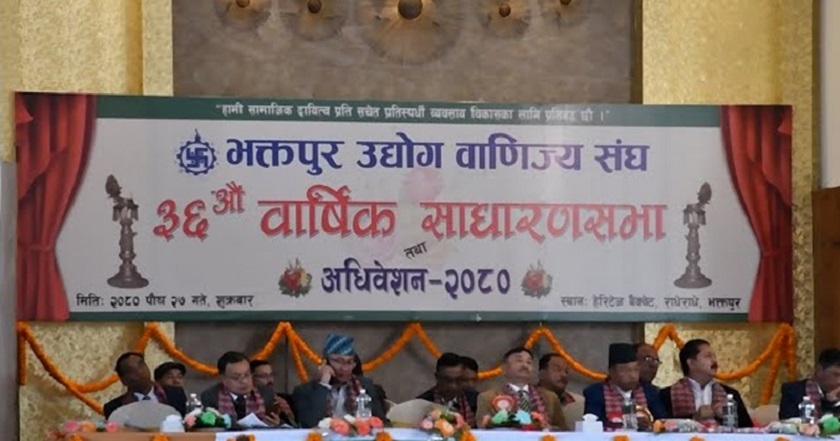 "हामी सामाजिक दायित्व प्रति सचेत प्रतिस्पर्धी व्यवसाय विकासका लागि प्रतिबद्ध छौं ।"
भक्तपुर उद्योग वाणिज्य संघ
३६औं वार्षिक साधारणसभा
तथा
अधिवेशन-२०८०
मितिः २०८० पौष २७ गते, शुक्रबार
स्थानः हेरिटेज बैंक्वेट, राधेराधे, भक्तपुर